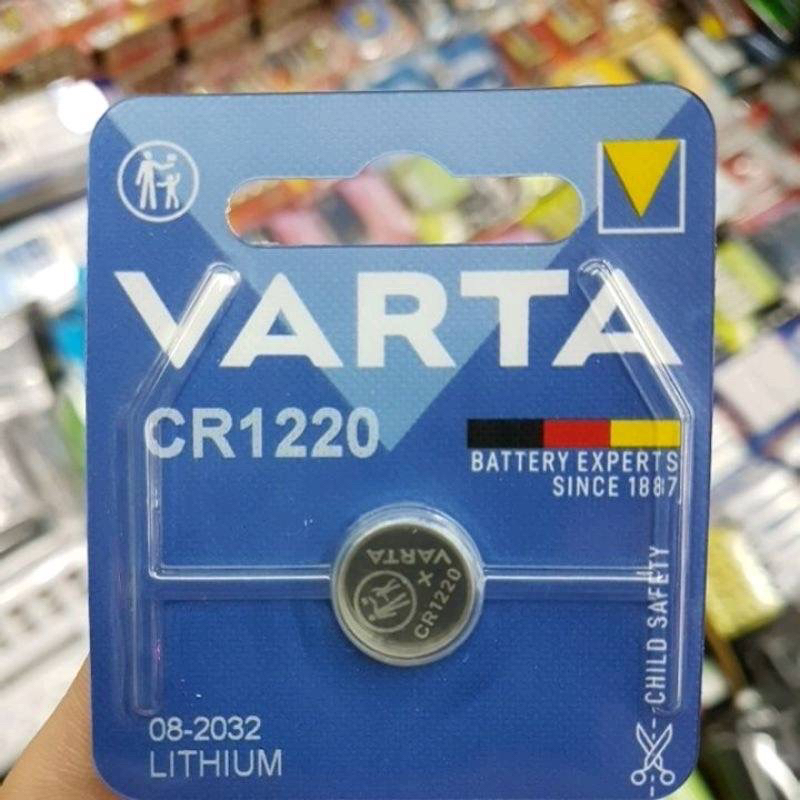 VARTA
CR1220
BATTERY EXPERTS
SINCE 1887
VARTA
+
CR1220
CHILD SAFETY
08-2032
LITHIUM